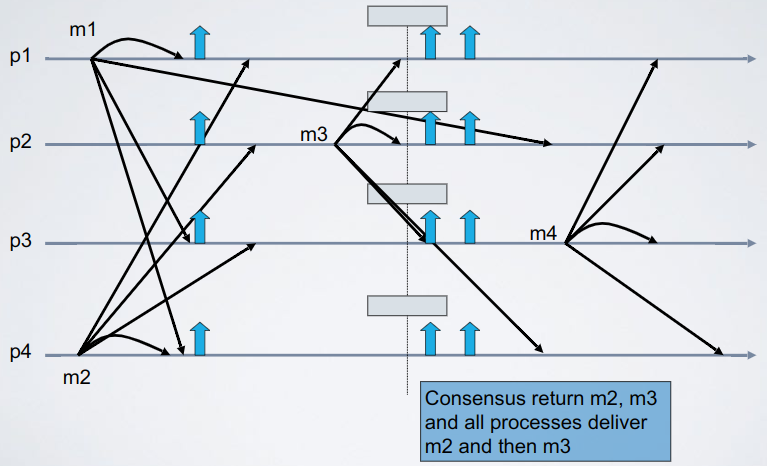 m1
p1
p2
m3
p3
m4
p4
m2
Consensus return m2, m3
and all processes deliver
m2 and then m3